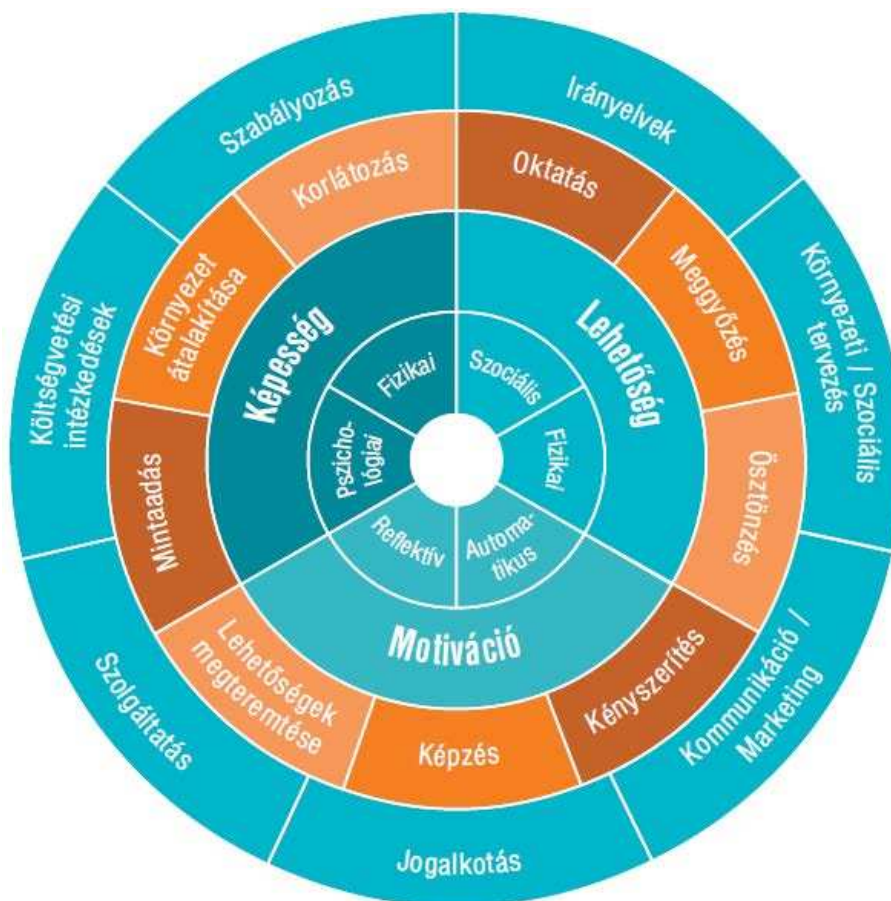 Szabályozás
Irányelvek
Környezeti / Szociális
tervezés
Kommunikáció /
Marketing
Jogalkotás
Szolgáltatás
Költségvetési
intézkedések
Korlátozás
Oktatás
Meggyőzés
Ösztönzés
Kényszerítés
Képzés
Lehetőségek
megteremtése
Mintaadás
Környezet
átalakítása
Képesség
Lehetőség
Motiváció
Fizikai
Szociális
Fizikai
Automa-
tikus
Reflektív
Pszicho-
lógiai